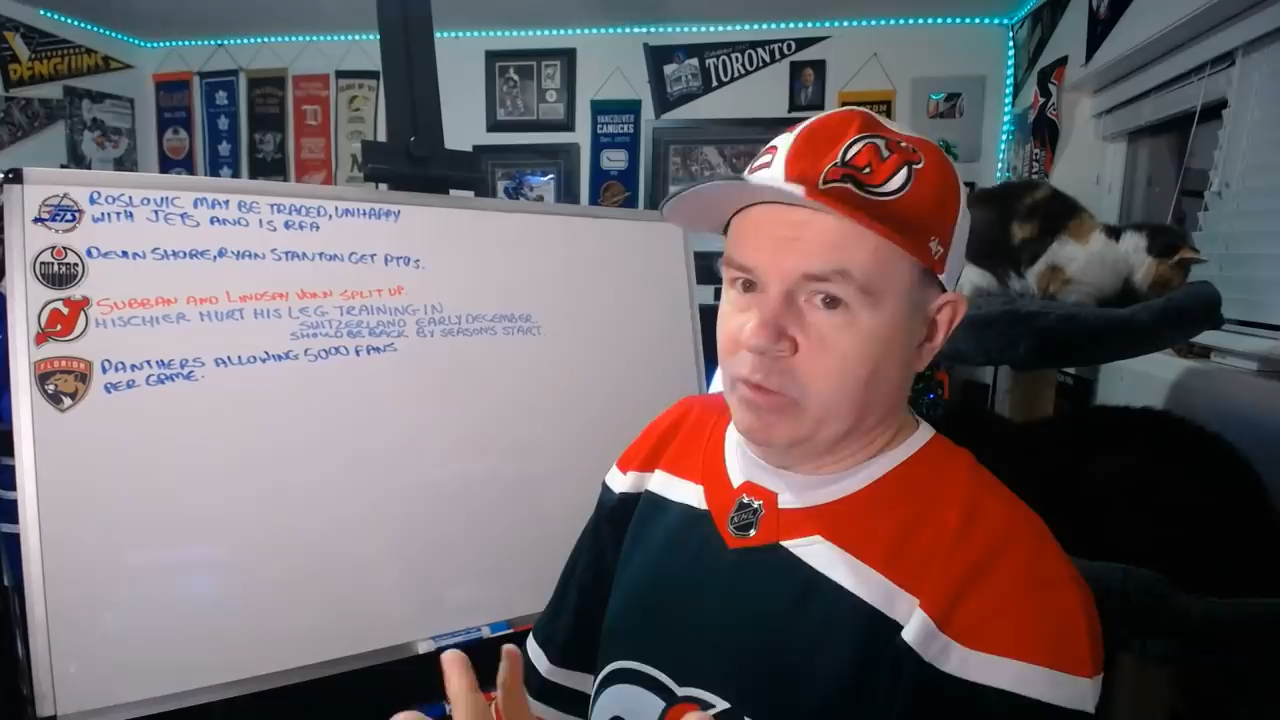 PENGUINS
TORONTO
VANCOUVER
CANUCKS
JETS
ROSLOVIC MAY BE TRADED, UNHAPPY
WITH JETS AND IS RFA
OILERS
DEVIN SHORE, RYAN STANTON GET PTOS.
SUBBAN AND LINDSAY VONN SPLIT UP.
HISCHIER HURT HIS LEG TRAINING IN
SWITZERLAND EARLY DECEMBER.
SHOULD BE BACK BY SEASON'S START.
FLORIDA
PANTHERS ALLOWING 5000 FANS
PER GAME.
NHL